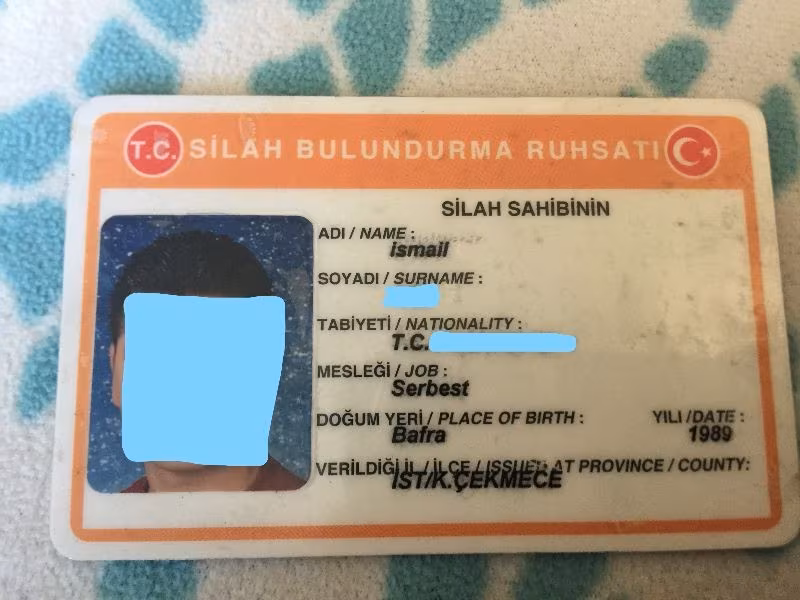 T.C. SİLAH BULUNDURMA RUHSATI
SİLAH SAHİBİNİN
ADI / NAME :
ismail
SOYADI / SURNAME :
TABİYETİ / NATIONALITY :
T.C.
MESLEĞİ / JOB :
Serbest
DOĞUM YERİ / PLACE OF BIRTH : YILI /DATE :
Bafra 1989
VERİLDİĞİ İL / İLÇE / ISSUED AT PROVINCE / COUNTY:
İST/K.ÇEKMECE